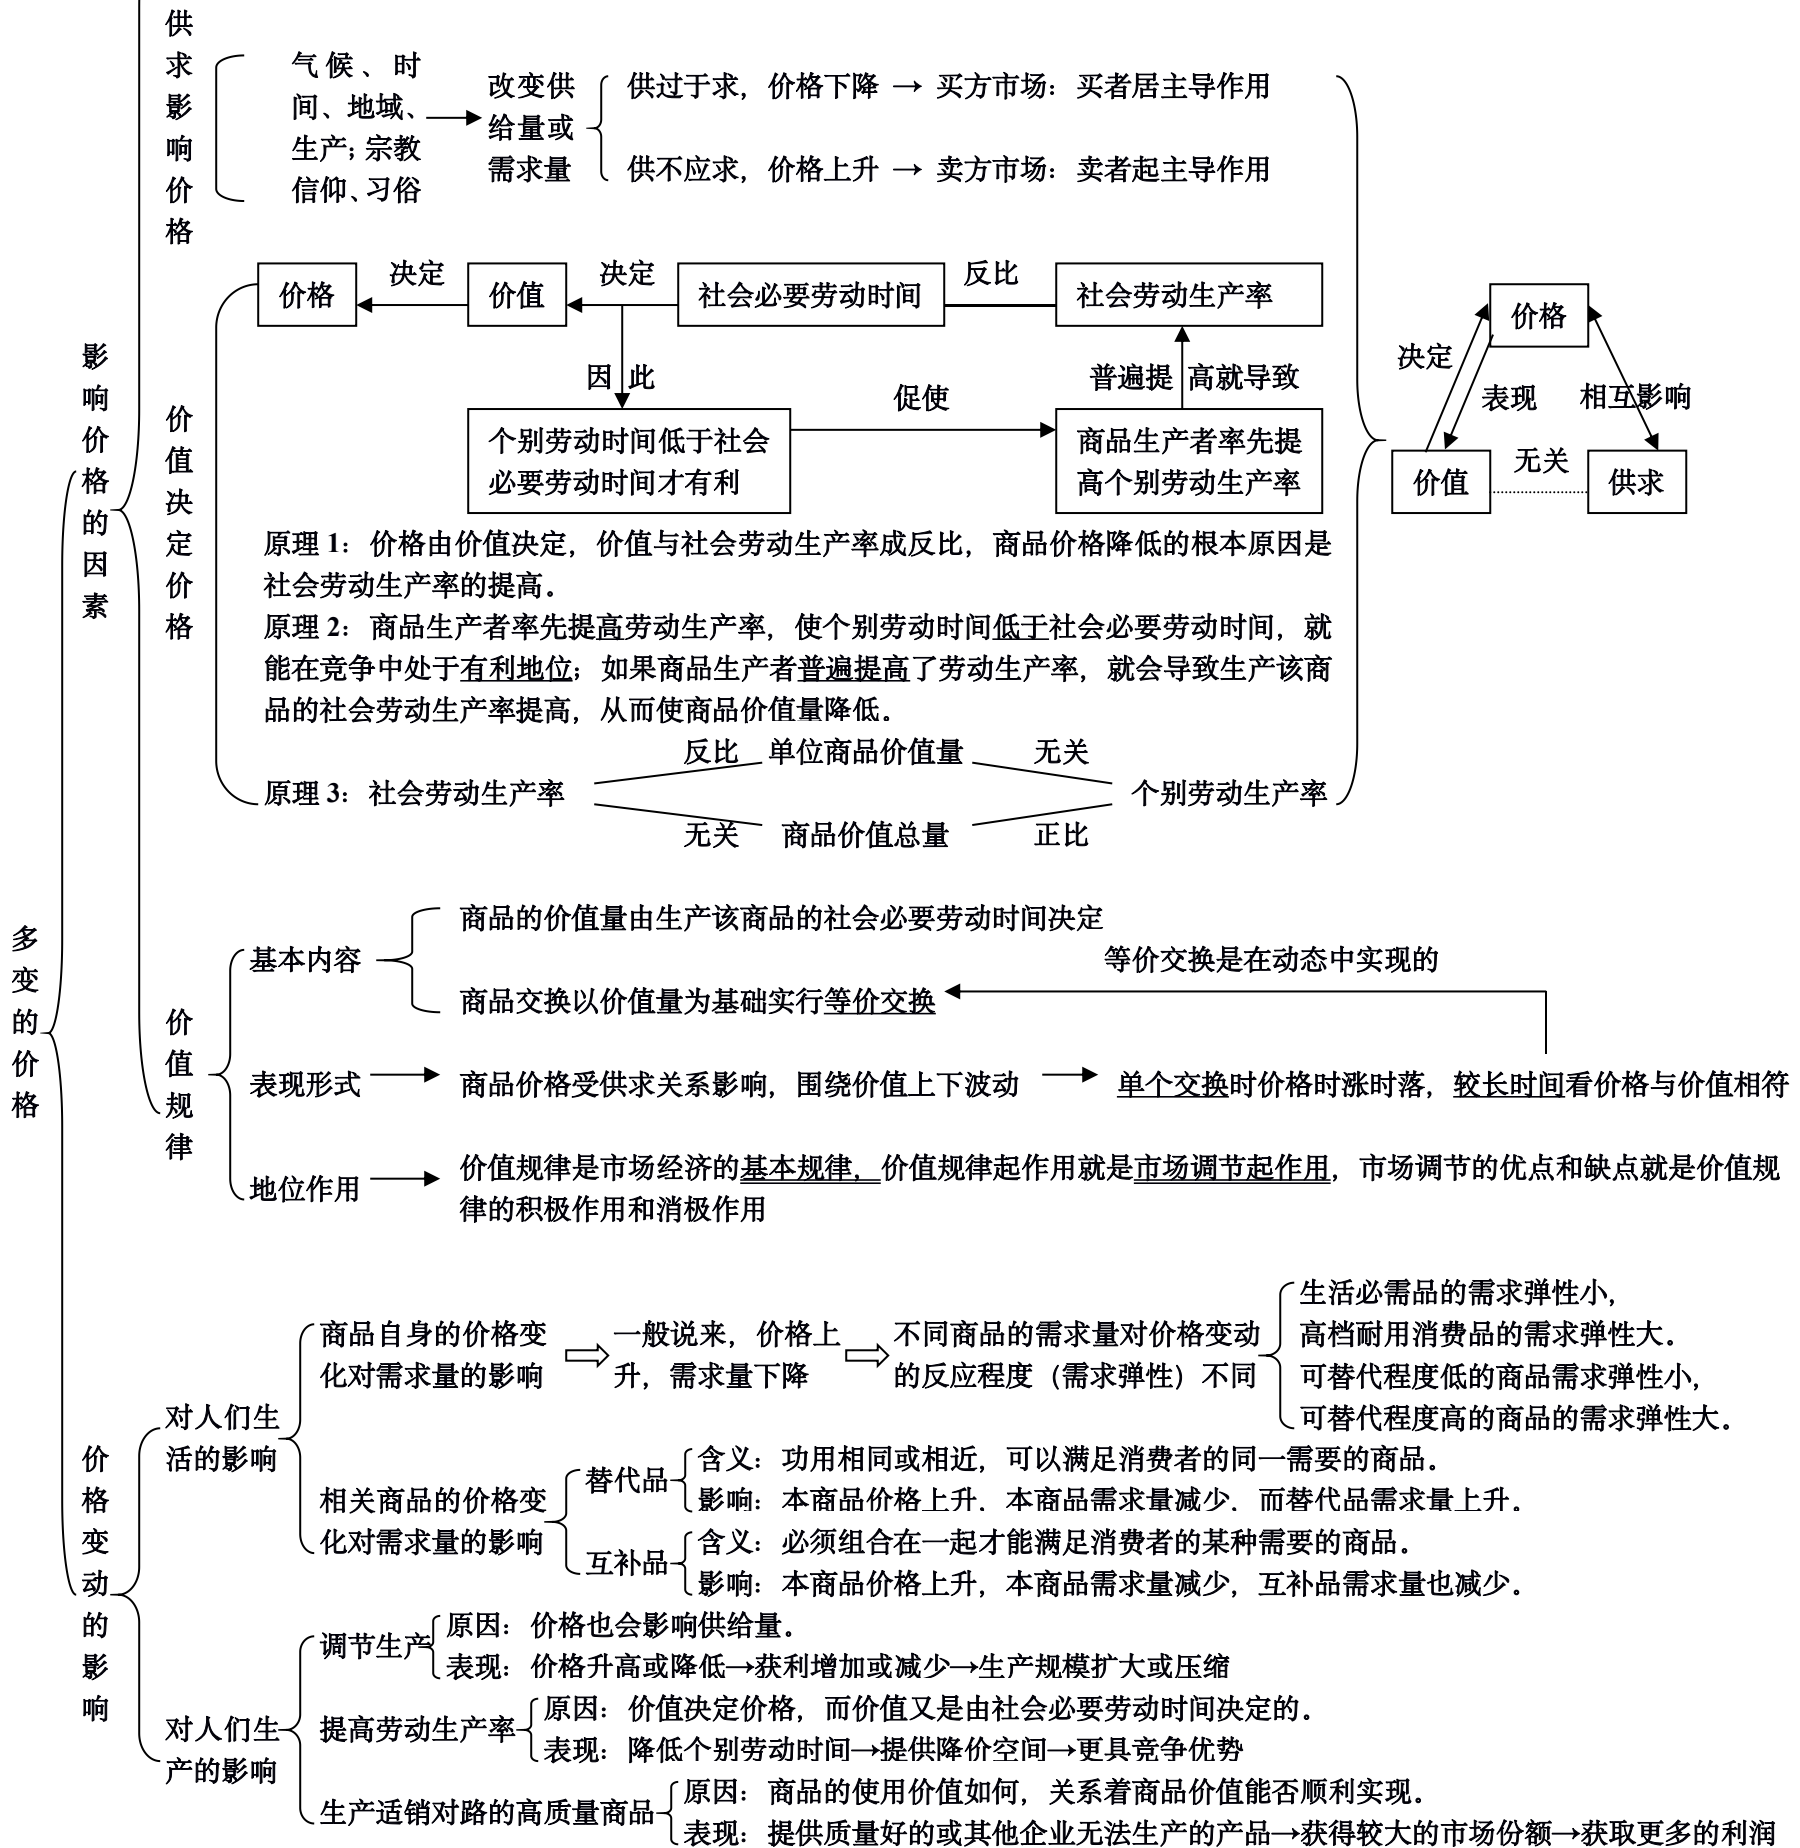 多变的价格
影响价格的因素
供求影响价格
气候、时
间、地域、
生产；宗教
信仰、习俗
改变供
给量或
需求量
供过于求，价格下降 → 买方市场：买者居主导作用
供不应求，价格上升 → 卖方市场：卖者起主导作用
价值决定价格
价格
决定
价值
决定
社会必要劳动时间
反比
社会劳动生产率
因此
普遍提高就导致
促使
个别劳动时间低于社会
必要劳动时间才有利
商品生产者率先提
高个别劳动生产率
原理 1：价格由价值决定，价值与社会劳动生产率成反比，商品价格降低的根本原因是
社会劳动生产率的提高。
原理 2：商品生产者率先提高劳动生产率，使个别劳动时间低于社会必要劳动时间，就
能在竞争中处于有利地位；如果商品生产者普遍提高了劳动生产率，就会导致生产该商
品的社会劳动生产率提高，从而使商品价值量降低。
反比 单位商品价值量 无关
原理 3：社会劳动生产率 个别劳动生产率
无关 商品价值总量 正比
价格
决定
表现
相互影响
价值
无关
供求
价值规律
基本内容
商品的价值量由生产该商品的社会必要劳动时间决定
等价交换是在动态中实现的
商品交换以价值量为基础实行等价交换
表现形式
商品价格受供求关系影响，围绕价值上下波动
单个交换时价格时涨时落，较长时间看价格与价值相符
地位作用
价值规律是市场经济的基本规律，价值规律起作用就是市场调节起作用，市场调节的优点和缺点就是价值规
律的积极作用和消极作用
价格变动的影响
对人们生
活的影响
商品自身的价格变
化对需求量的影响
一般说来，价格上
升，需求量下降
不同商品的需求量对价格变动
的反应程度（需求弹性）不同
生活必需品的需求弹性小，
高档耐用消费品的需求弹性大。
可替代程度低的商品需求弹性小，
可替代程度高的商品的需求弹性大。
相关商品的价格变
化对需求量的影响
替代品
含义：功用相同或相近，可以满足消费者的同一需要的商品。
影响：本商品价格上升，本商品需求量减少，而替代品需求量上升。
互补品
含义：必须组合在一起才能满足消费者的某种需要的商品。
影响：本商品价格上升，本商品需求量减少，互补品需求量也减少。
对人们生
产的影响
调节生产
原因：价格也会影响供给量。
表现：价格升高或降低→获利增加或减少→生产规模扩大或压缩
提高劳动生产率
原因：价值决定价格，而价值又是由社会必要劳动时间决定的。
表现：降低个别劳动时间→提供降价空间→更具竞争优势
生产适销对路的高质量商品
原因：商品的使用价值如何，关系着商品价值能否顺利实现。
表现：提供质量好的或其他企业无法生产的产品→获得较大的市场份额→获取更多的利润